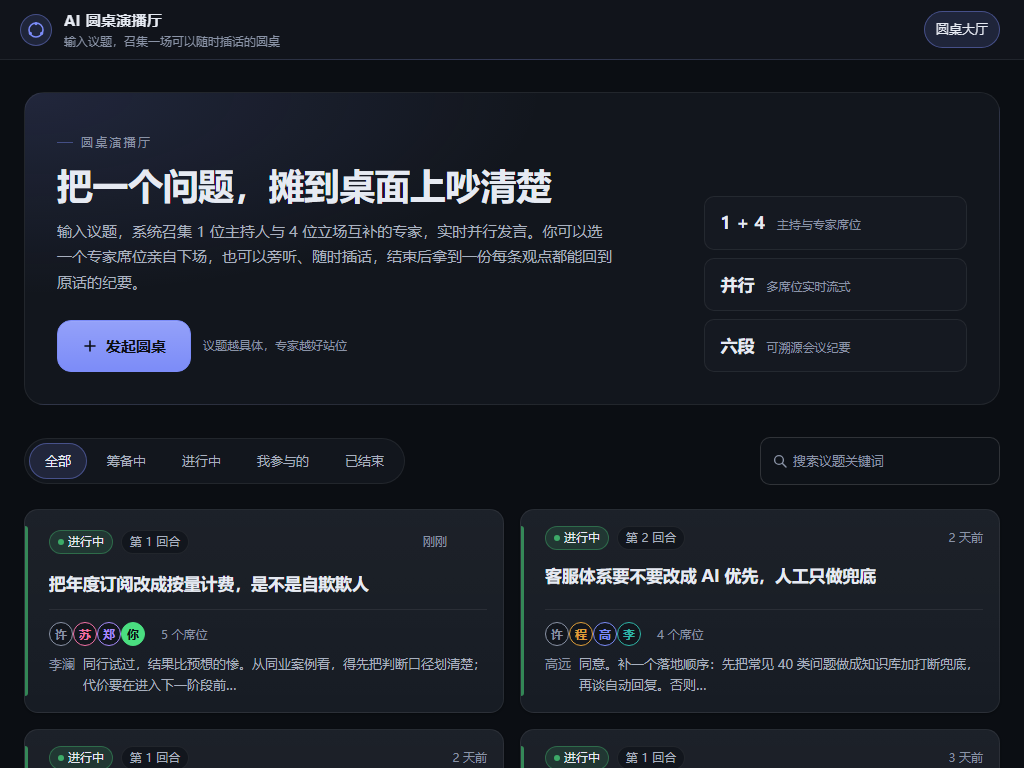 AI 圆桌演播厅
输入议题，召集一场可以随时插话的圆桌
圆桌大厅
圆桌演播厅
把一个问题，摊到桌面上吵清楚
输入议题，系统召集 1 位主持人与 4 位立场互补的专家，实时并行发言。你可以选
一个专家席位亲自下场，也可以旁听、随时插话，结束后拿到一份每条观点都能回到
原话的纪要。
+ 发起圆桌
议题越具体，专家越好站位
1 + 4 主持与专家席位
并行 多席位实时流式
六段 可溯源会议纪要
全部 筹备中 进行中 我参与的 已结束
搜索议题关键词
进行中 第 1 回合 刚刚
把年度订阅改成按量计费，是不是自欺欺人
许 苏 郑 你 5 个席位
李澜 同行试过，结果比预想的惨。从同业案例看，得先把判断口径划清楚；
代价要在进入下一阶段前...
进行中 第 2 回合 2 天前
客服体系要不要改成 AI 优先，人工只做兜底
许 程 高 李 4 个席位
高远 同意。补一个落地顺序：先把常见 40 类问题做成知识库加打断兜底，
再谈自动回复。否则...
进行中 第 1 回合 2 天前
进行中 第 1 回合 3 天前